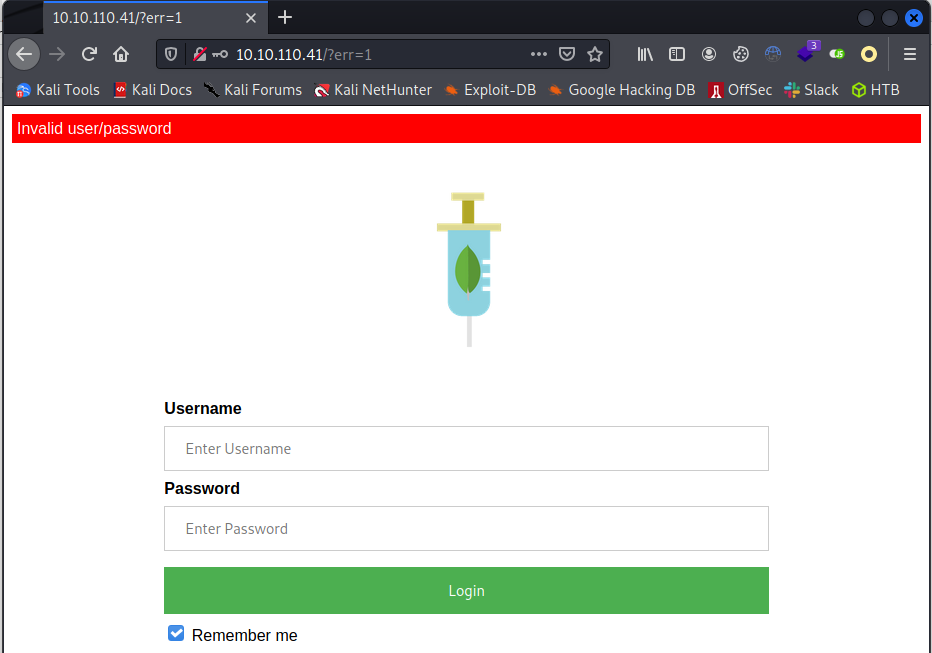 10.10.110.41/?err=1
10.10.110.41/?err=1
3
JS
Kali Tools Kali Docs Kali Forums Kali NetHunter Exploit-DB Google Hacking DB OffSec Slack HTB
Invalid user/password
Username
Enter Username
Password
Enter Password
Login
Remember me